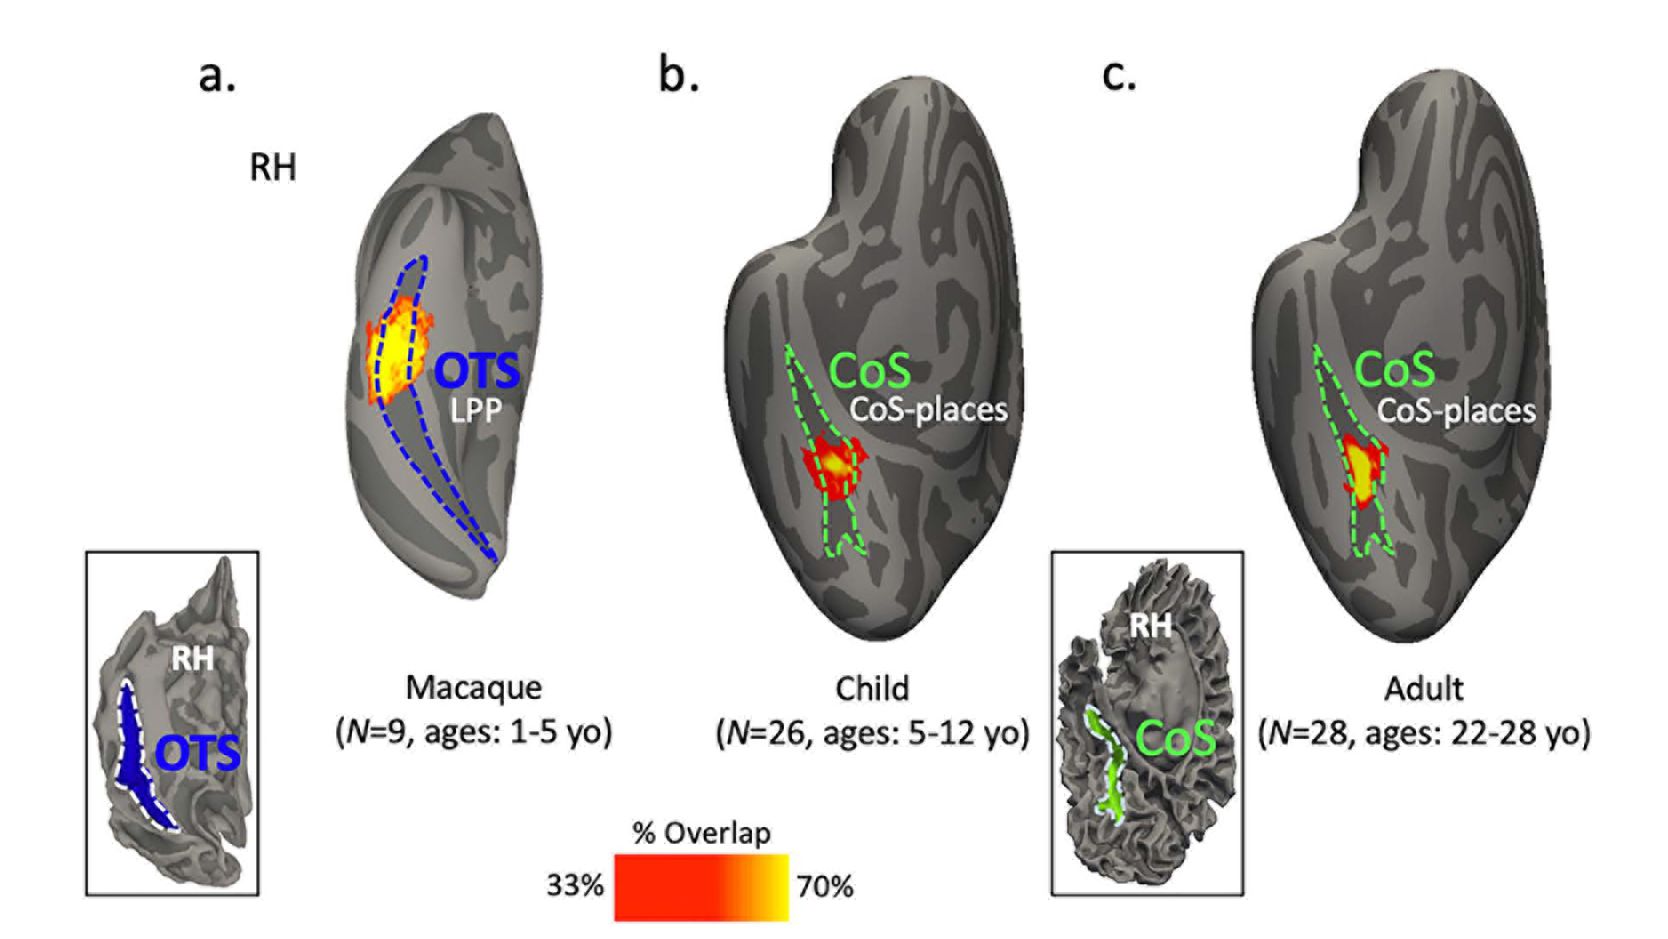 a.
RH
OTS
LPP
Macaque
(N=9, ages: 1-5 yo)
RH
OTS
b.
CoS
CoS-places
Child
(N=26, ages: 5-12 yo)
c.
CoS
CoS-places
Adult
(N=28, ages: 22-28 yo)
RH
CoS
% Overlap
33%
70%